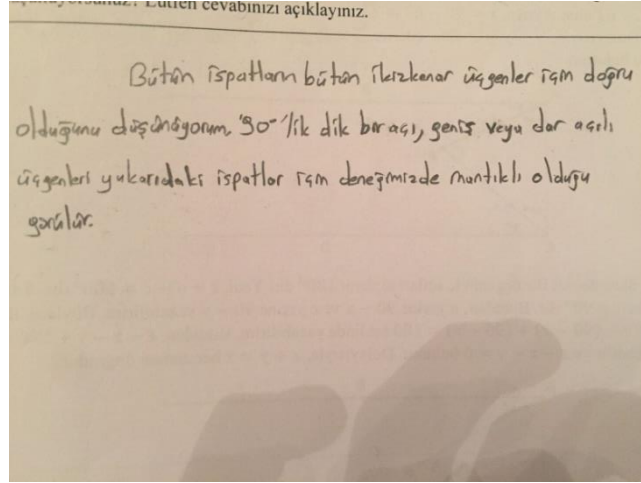 Lütfen cevabınızı açıklayınız.
Bütün ispatların bütün ikizkenar üçgenler için doğru
olduğunu düşünüyorum. 90°'lik dik bir açı, geniş veya dar açılı
üçgenleri yukarıdaki ispatlar için deneğimizde mantıklı olduğu
görülür.